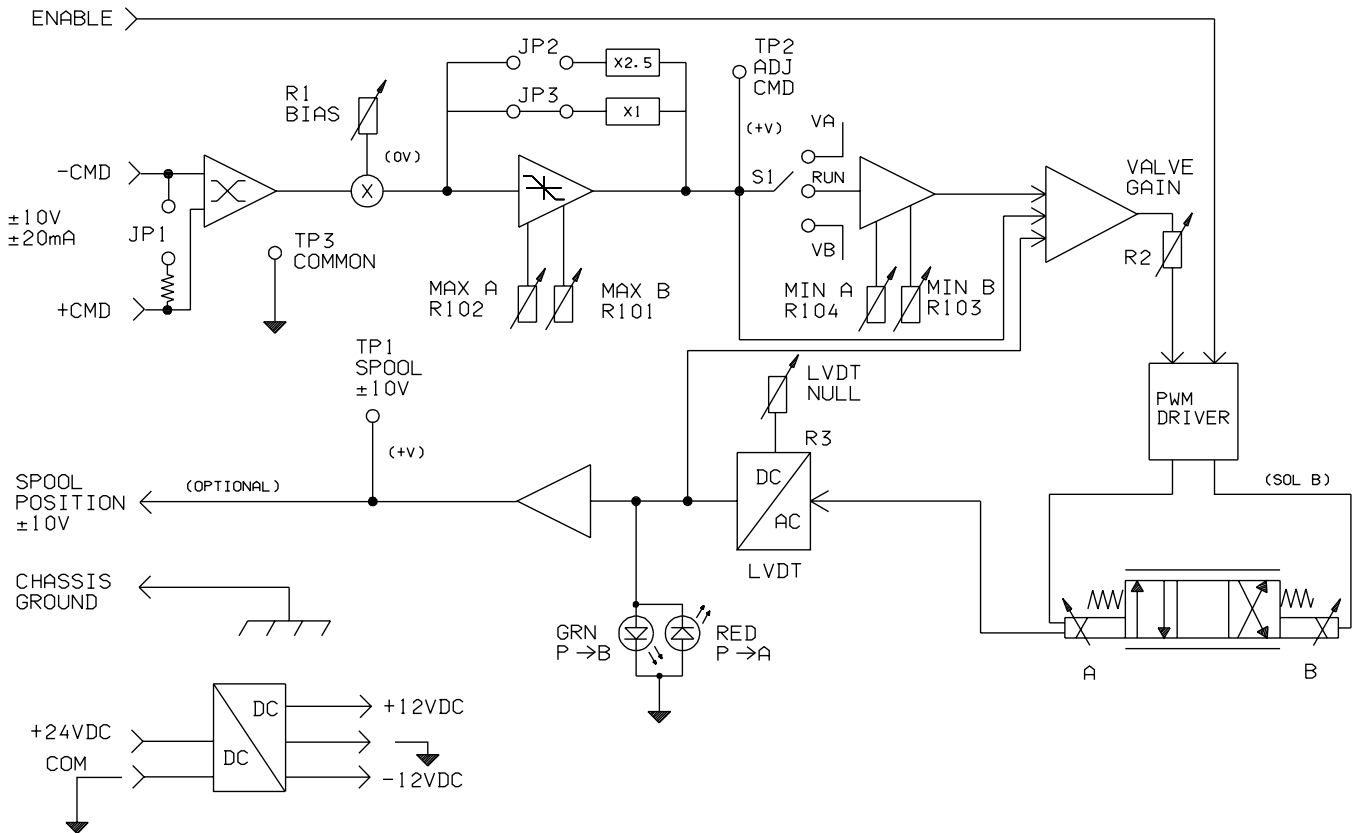 ENABLE
JP2
X2.5
JP3
X1
TP2
ADJ
CMD
R1
BIAS
(0V)
(+V)
VA
S1
RUN
VB
-CMD
±10V
±20mA
JP1
+CMD
TP3
COMMON
X
MAX A
R102
MAX B
R101
MIN A
R104
MIN B
R103
VALVE
GAIN
R2
TP1
SPOOL
±10V
(+V)
LVDT
NULL
R3
PWM
DRIVER
SPOOL
POSITION
±10V
(OPTIONAL)
DC
AC
LVDT
(SOL B)
CHASSIS
GROUND
GRN
P→B
RED
P→A
A
B
+24VDC
COM
DC
DC
+12VDC
-12VDC